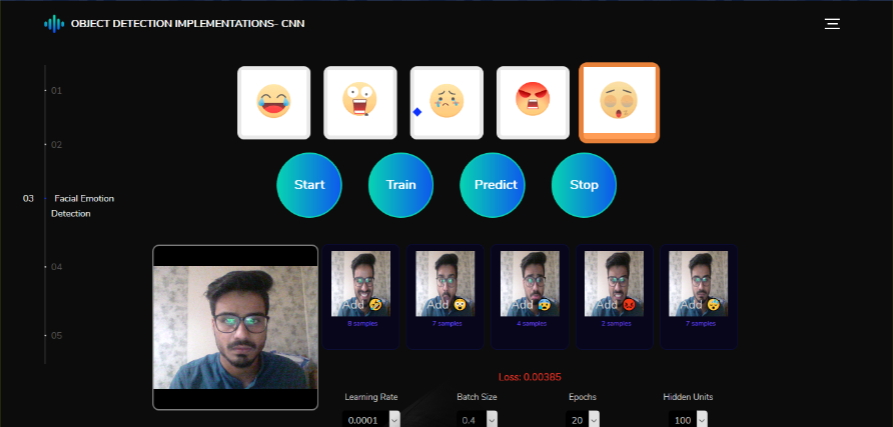 OBJECT DETECTION IMPLEMENTATIONS- CNN
01
02
03 Facial Emotion
Detection
04
05
Start Train Predict Stop
Add Add Add Add Add
8 samples 7 samples 4 samples 2 samples 7 samples
Loss: 0.00385
Learning Rate Batch Size Epochs Hidden Units
0.0001 0.4 20 100